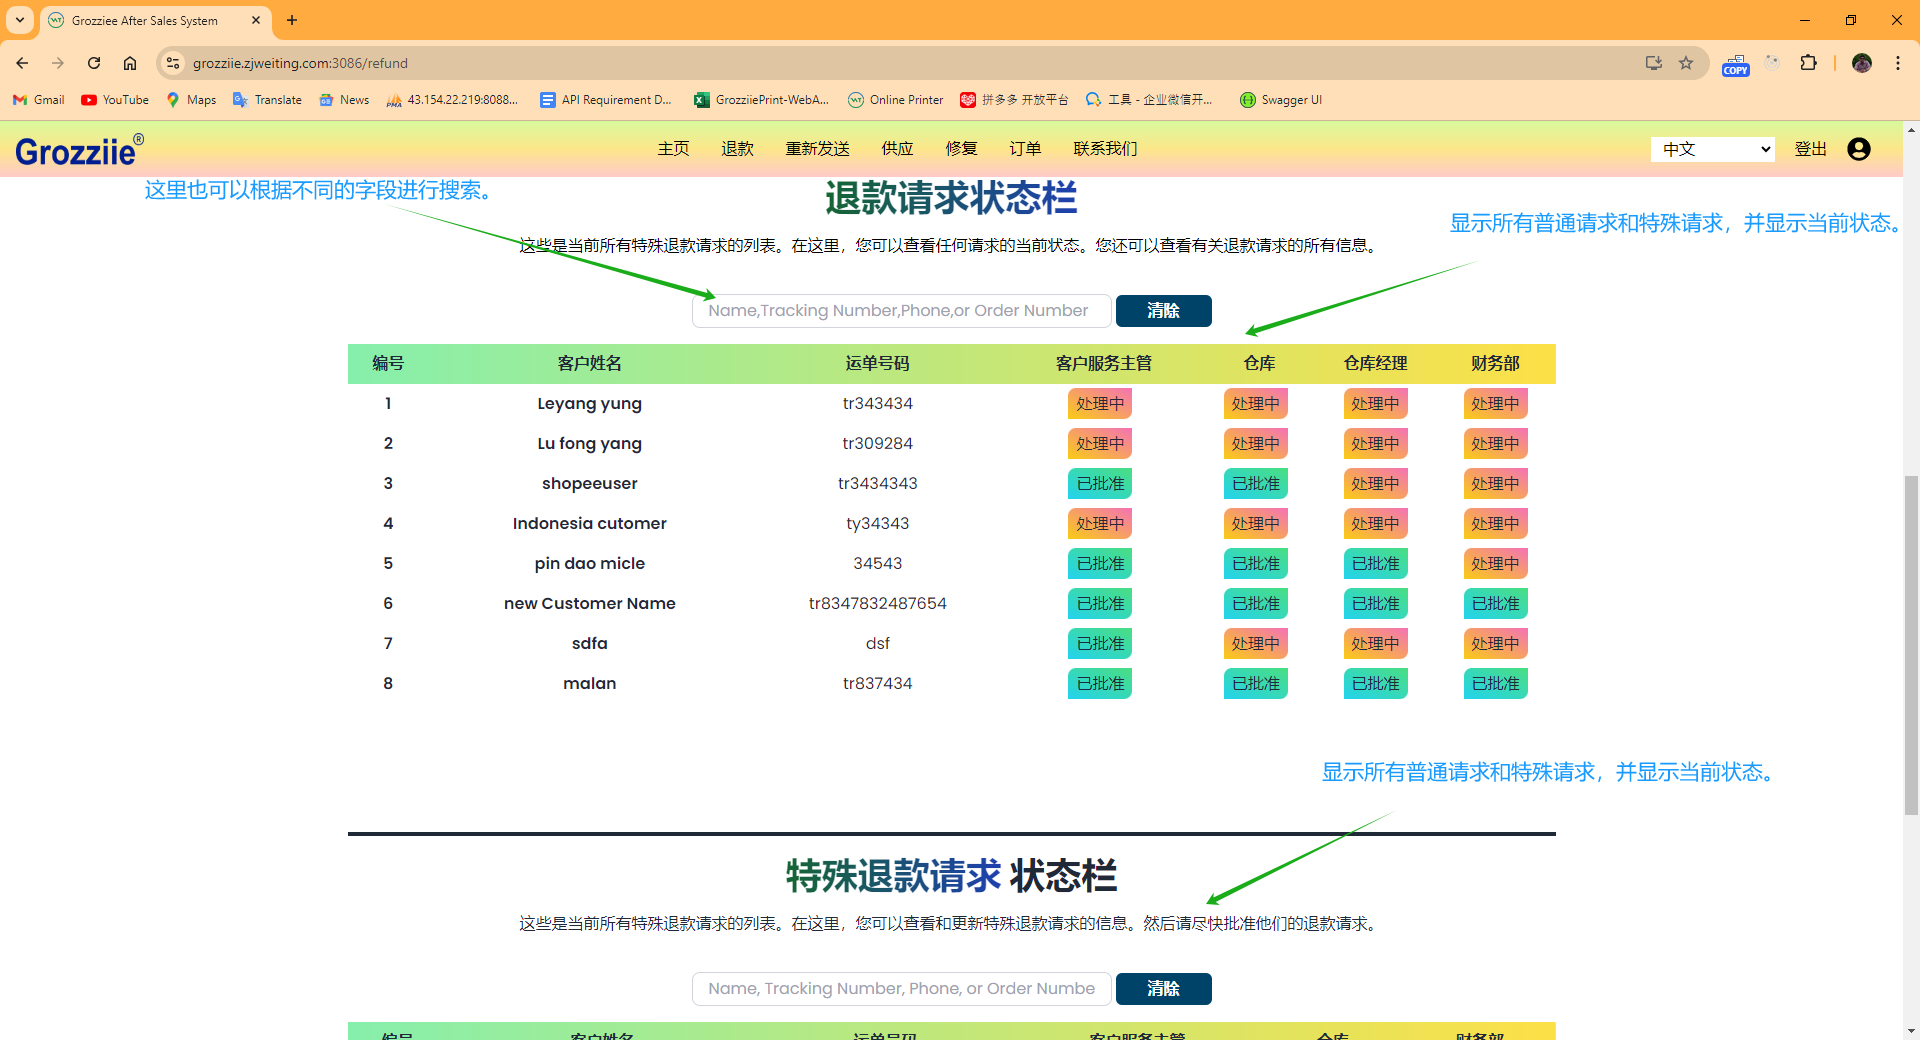 Grozziee After Sales System
grozziie.zjweiting.com:3086/refund
COPY
Gmail
YouTube
Maps
Translate
News
43.154.22.219:8088...
API Requirement D...
GrozziiePrint-WebA...
Online Printer
拼多多 开放平台
工具 - 企业微信开...
Swagger UI
Grozziie®
主页 退款 重新发送 供应 修复 订单 联系我们
中文 登出
这里也可以根据不同的字段进行搜索。
退款请求状态栏
显示所有普通请求和特殊请求，并显示当前状态。
这些是当前所有特殊退款请求的列表。在这里，您可以查看任何请求的当前状态。您还可以查看有关退款请求的所有信息。
Name,Tracking Number,Phone,or Order Number 清除
编号 客户姓名 运单号码 客户服务主管 仓库 仓库经理 财务部
1 Leyang yung tr343434 处理中 处理中 处理中 处理中
2 Lu fong yang tr309284 处理中 处理中 处理中 处理中
3 shopeeuser tr3434343 已批准 已批准 处理中 处理中
4 Indonesia cutomer ty34343 处理中 处理中 处理中 处理中
5 pin dao micle 34543 已批准 已批准 已批准 处理中
6 new Customer Name tr8347832487654 已批准 已批准 已批准 已批准
7 sdfa dsf 已批准 处理中 处理中 处理中
8 malan tr837434 已批准 已批准 已批准 已批准
显示所有普通请求和特殊请求，并显示当前状态。
特殊退款请求 状态栏
这些是当前所有特殊退款请求的列表。在这里，您可以查看和更新特殊退款请求的信息。然后请尽快批准他们的退款请求。
Name, Tracking Number, Phone, or Order Numbe 清除
编号 客户姓名 运单号码 客户服务主管 仓库 财务部